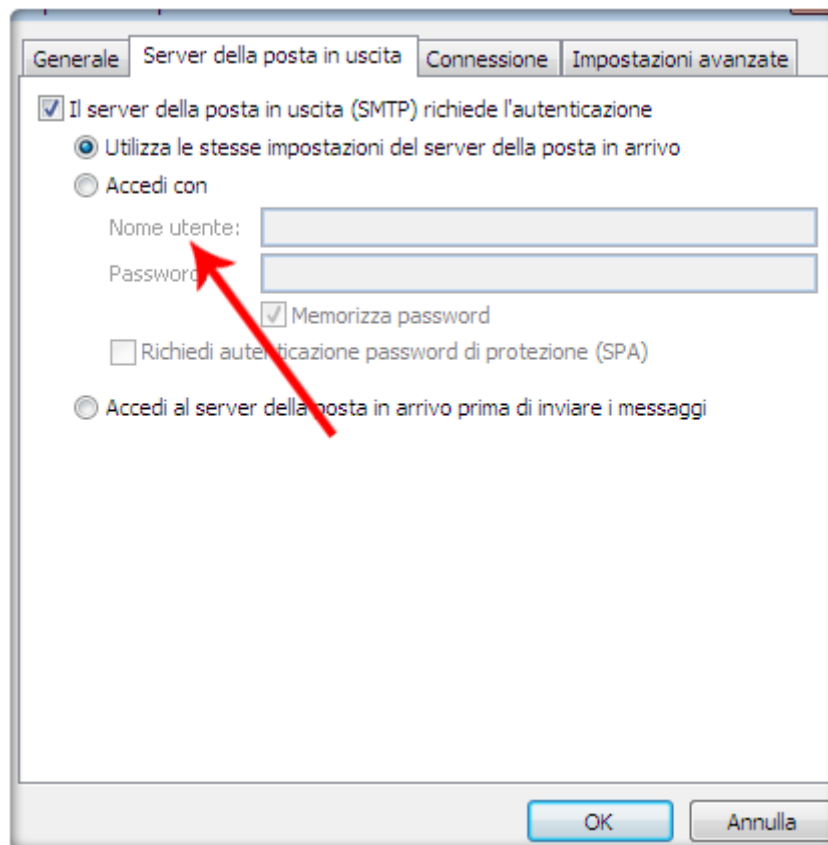 Generale Server della posta in uscita Connessione Impostazioni avanzate
Il server della posta in uscita (SMTP) richiede l'autenticazione
Utilizza le stesse impostazioni del server della posta in arrivo
Accedi con
Nome utente:
Password
Memorizza password
Richiedi autenticazione password di protezione (SPA)
Accedi al server della posta in arrivo prima di inviare i messaggi
OK Annulla